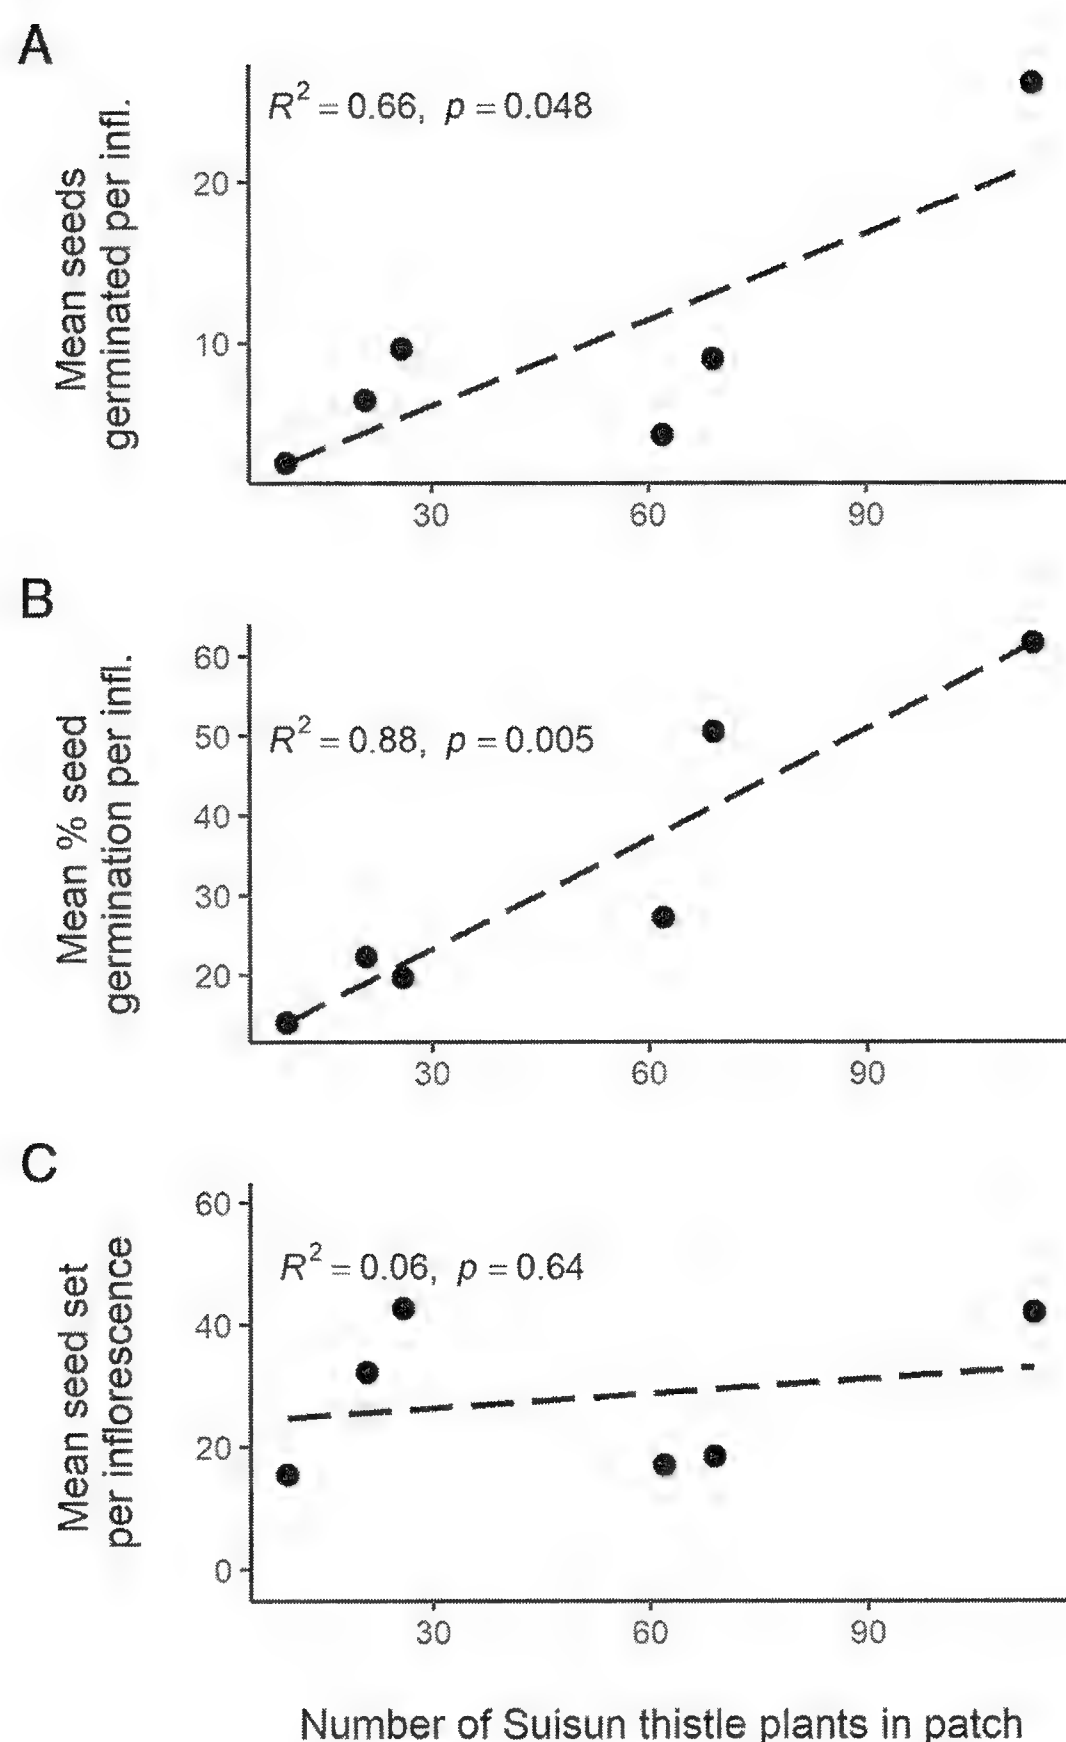 A
R² = 0.66, p = 0.048
Mean seeds
germinated per infl.
20
10
30 60 90
B
R² = 0.88, p = 0.005
Mean % seed
germination per infl.
60
50
40
30
20
30 60 90
C
R² = 0.06, p = 0.64
Mean seed set
per inflorescence
60
40
20
0
30 60 90
Number of Suisun thistle plants in patch